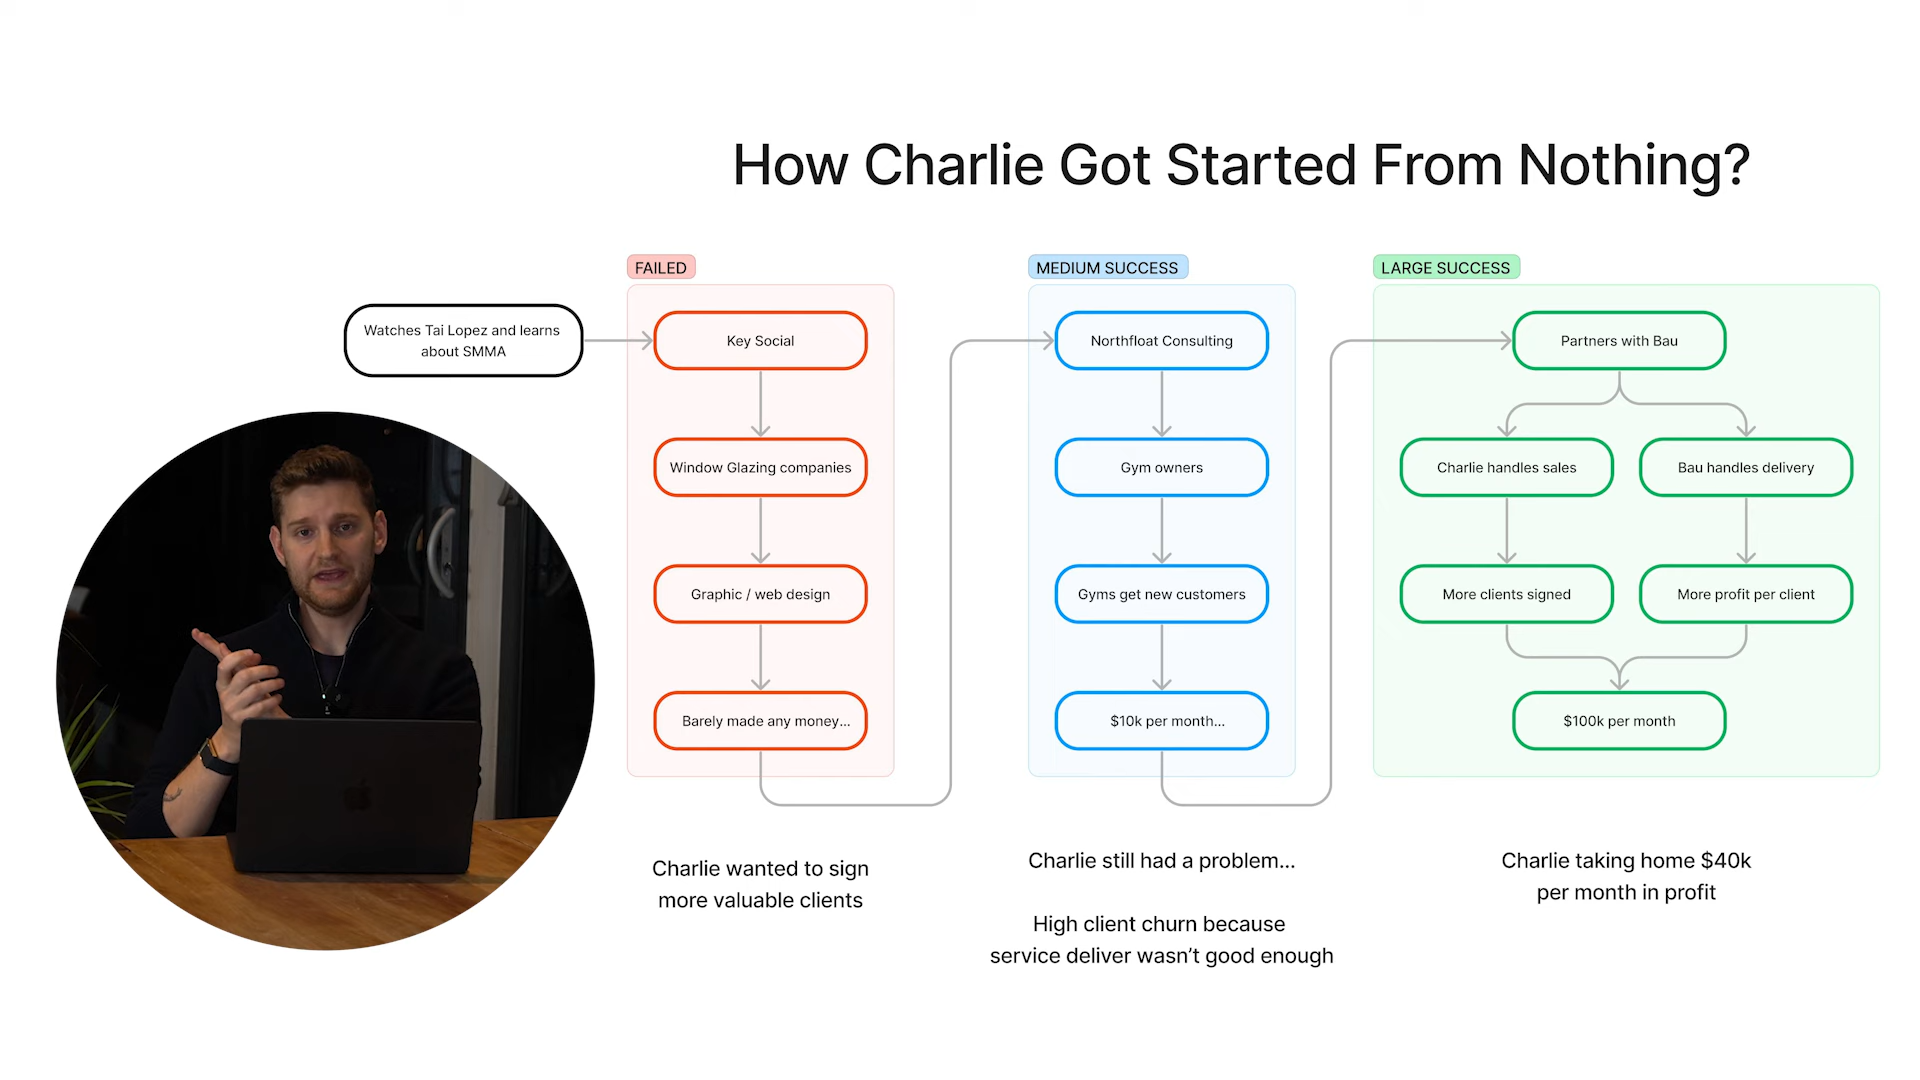 How Charlie Got Started From Nothing?
FAILED
MEDIUM SUCCESS
LARGE SUCCESS
Watches Tai Lopez and learns
about SMMA
Key Social
Window Glazing companies
Graphic / web design
Barely made any money...
Charlie wanted to sign
more valuable clients
Northfloat Consulting
Gym owners
Gyms get new customers
$10k per month...
Charlie still had a problem...
High client churn because
service deliver wasn’t good enough
Partners with Bau
Charlie handles sales
Bau handles delivery
More clients signed
More profit per client
$100k per month
Charlie taking home $40k
per month in profit